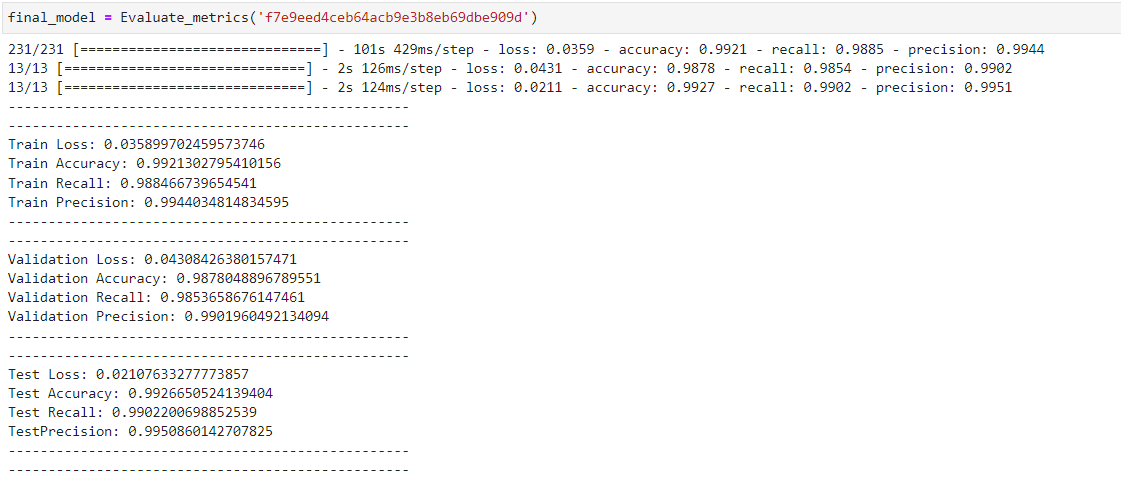 final_model = Evaluate_metrics('f7e9eed4ceb64acb9e3b8eb69dbe909d')
231/231 [==============================] - 101s 429ms/step - loss: 0.0359 - accuracy: 0.9921 - recall: 0.9885 - precision: 0.9944
13/13 [==============================] - 2s 126ms/step - loss: 0.0431 - accuracy: 0.9878 - recall: 0.9854 - precision: 0.9902
13/13 [==============================] - 2s 124ms/step - loss: 0.0211 - accuracy: 0.9927 - recall: 0.9902 - precision: 0.9951
--------------------------------------------------
--------------------------------------------------
Train Loss: 0.035899702459573746
Train Accuracy: 0.9921302795410156
Train Recall: 0.988466739654541
Train Precision: 0.9944034814834595
--------------------------------------------------
--------------------------------------------------
Validation Loss: 0.04308426380157471
Validation Accuracy: 0.9878048896789551
Validation Recall: 0.9853658676147461
Validation Precision: 0.9901960492134094
--------------------------------------------------
--------------------------------------------------
Test Loss: 0.02107633277773857
Test Accuracy: 0.9926650524139404
Test Recall: 0.9902200698852539
TestPrecision: 0.9950860142707825
--------------------------------------------------
--------------------------------------------------